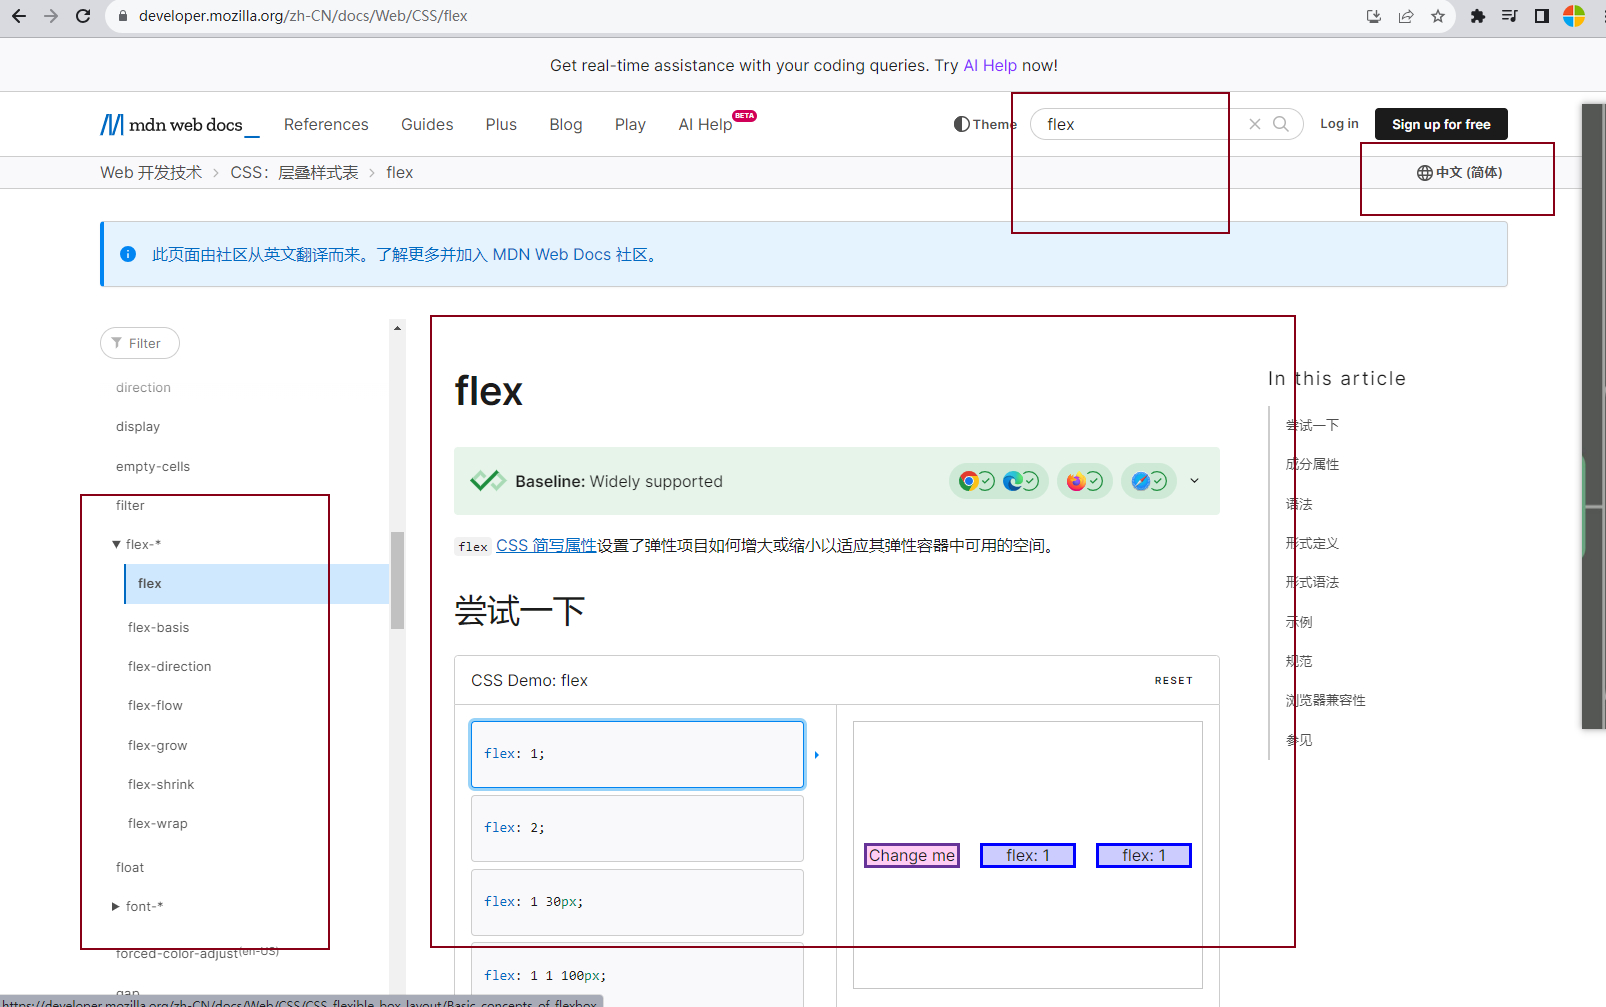 developer.mozilla.org/zh-CN/docs/Web/CSS/flex
Get real-time assistance with your coding queries. Try AI Help now!
mdn web docs_ References Guides Plus Blog Play AI Help BETA Theme flex Log in Sign up for free
Web 开发技术 CSS：层叠样式表 flex 中文 (简体)
此页面由社区从英文翻译而来。了解更多并加入 MDN Web Docs 社区。
Filter
direction
display
empty-cells
filter
flex-*
flex
flex-basis
flex-direction
flex-flow
flex-grow
flex-shrink
flex-wrap
float
font-*
forced-color-adjust(en-US)
gap
flex
Baseline: Widely supported
flex CSS 简写属性设置了弹性项目如何增大或缩小以适应其弹性容器中可用的空间。
尝试一下
CSS Demo: flex RESET
flex: 1;
flex: 2;
flex: 1 30px;
flex: 1 1 100px;
Change me flex: 1 flex: 1
In this article
尝试一下
成分属性
语法
形式定义
形式语法
示例
规范
浏览器兼容性
参见
https://developer.mozilla.org/zh-CN/docs/Web/CSS/CSS_flexible_box_layout/Basic_concepts_of_flexbox